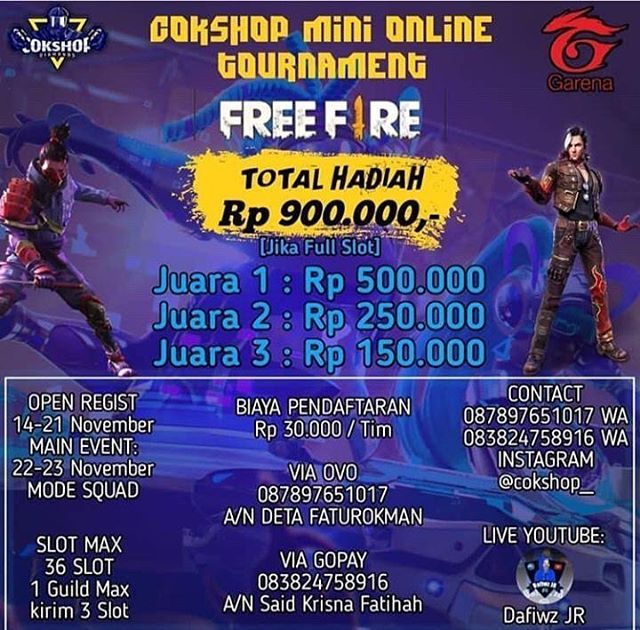 COKSHOP
DIAMONDS
COKSHOP MINI ONLINE
TOURNAMENT
Garena
FREE FIRE
TOTAL HADIAH
Rp 900.000,-
[Jika Full Slot]
Juara 1 : Rp 500.000
Juara 2 : Rp 250.000
Juara 3 : Rp 150.000
OPEN REGIST
14-21 November
MAIN EVENT:
22-23 November
MODE SQUAD
SLOT MAX
36 SLOT
1 Guild Max
kirim 3 Slot
BIAYA PENDAFTARAN
Rp 30.000 / Tim
VIA OVO
087897651017
A/N DETA FATUROKMAN
VIA GOPAY
083824758916
A/N Said Krisna Fatihah
CONTACT
087897651017 WA
083824758916 WA
INSTAGRAM
@cokshop_
LIVE YOUTUBE:
Dafiwz JR
Dafiwz JR